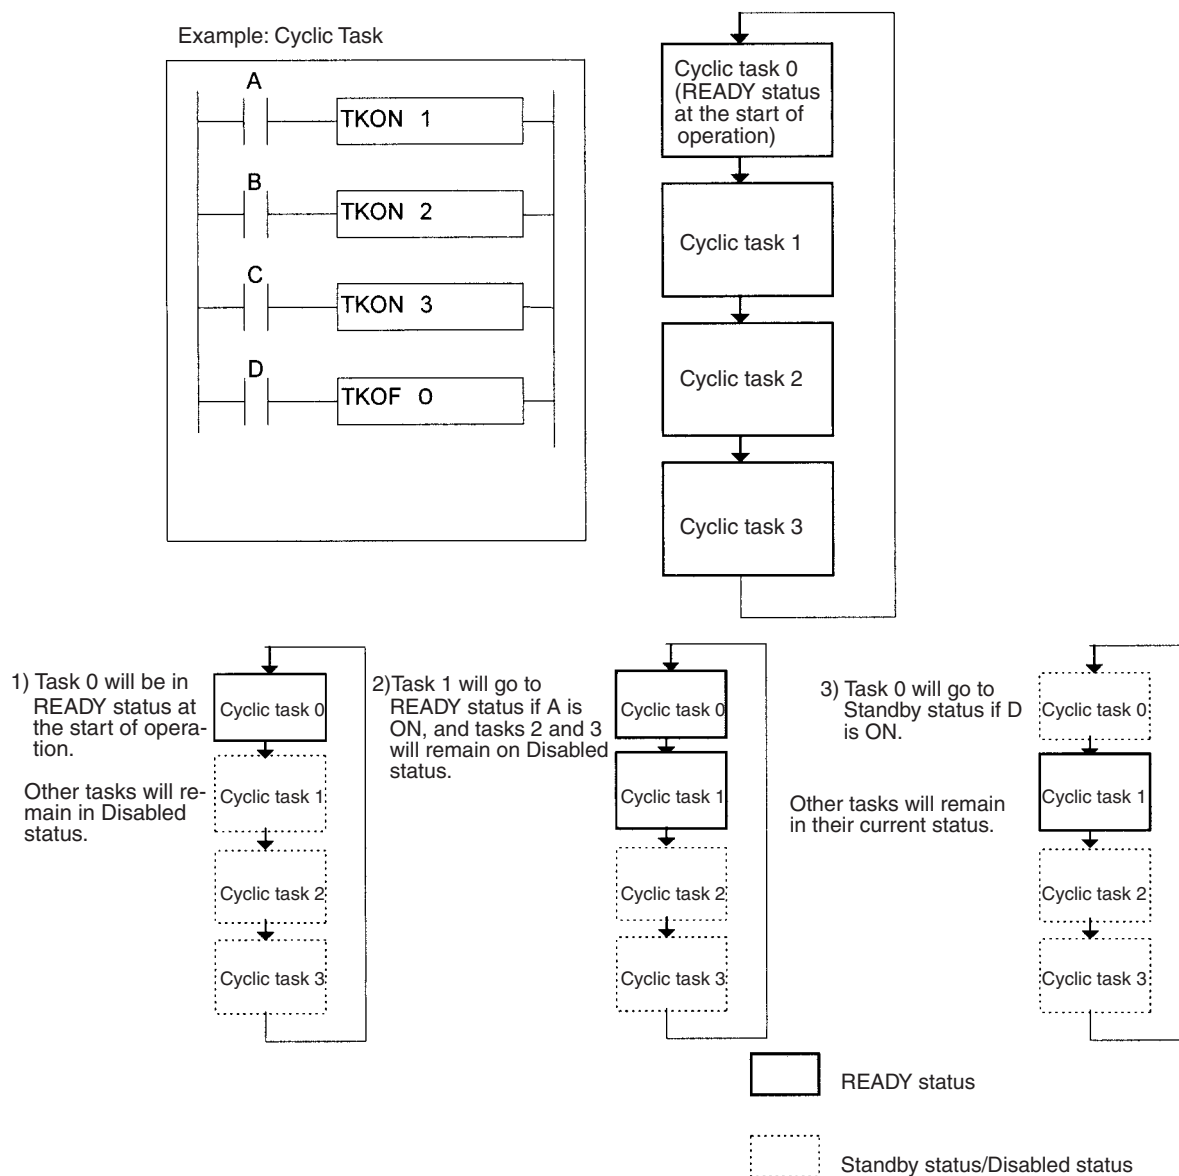 Example: Cyclic Task
A
TKON 1
B
TKON 2
C
TKON 3
D
TKOF 0
Cyclic task 0
(READY status
at the start of
operation)
Cyclic task 1
Cyclic task 2
Cyclic task 3
1) Task 0 will be in
READY status at
the start of opera-
tion.
Other tasks will re-
main in Disabled
status.
Cyclic task 0
Cyclic task 1
Cyclic task 2
Cyclic task 3
2)Task 1 will go to
READY status if A is
ON, and tasks 2 and 3
will remain on Disabled
status.
Cyclic task 0
Cyclic task 1
Cyclic task 2
Cyclic task 3
3) Task 0 will go to
Standby status if D
is ON.
Other tasks will remain
in their current status.
Cyclic task 0
Cyclic task 1
Cyclic task 2
Cyclic task 3
READY status
Standby status/Disabled status